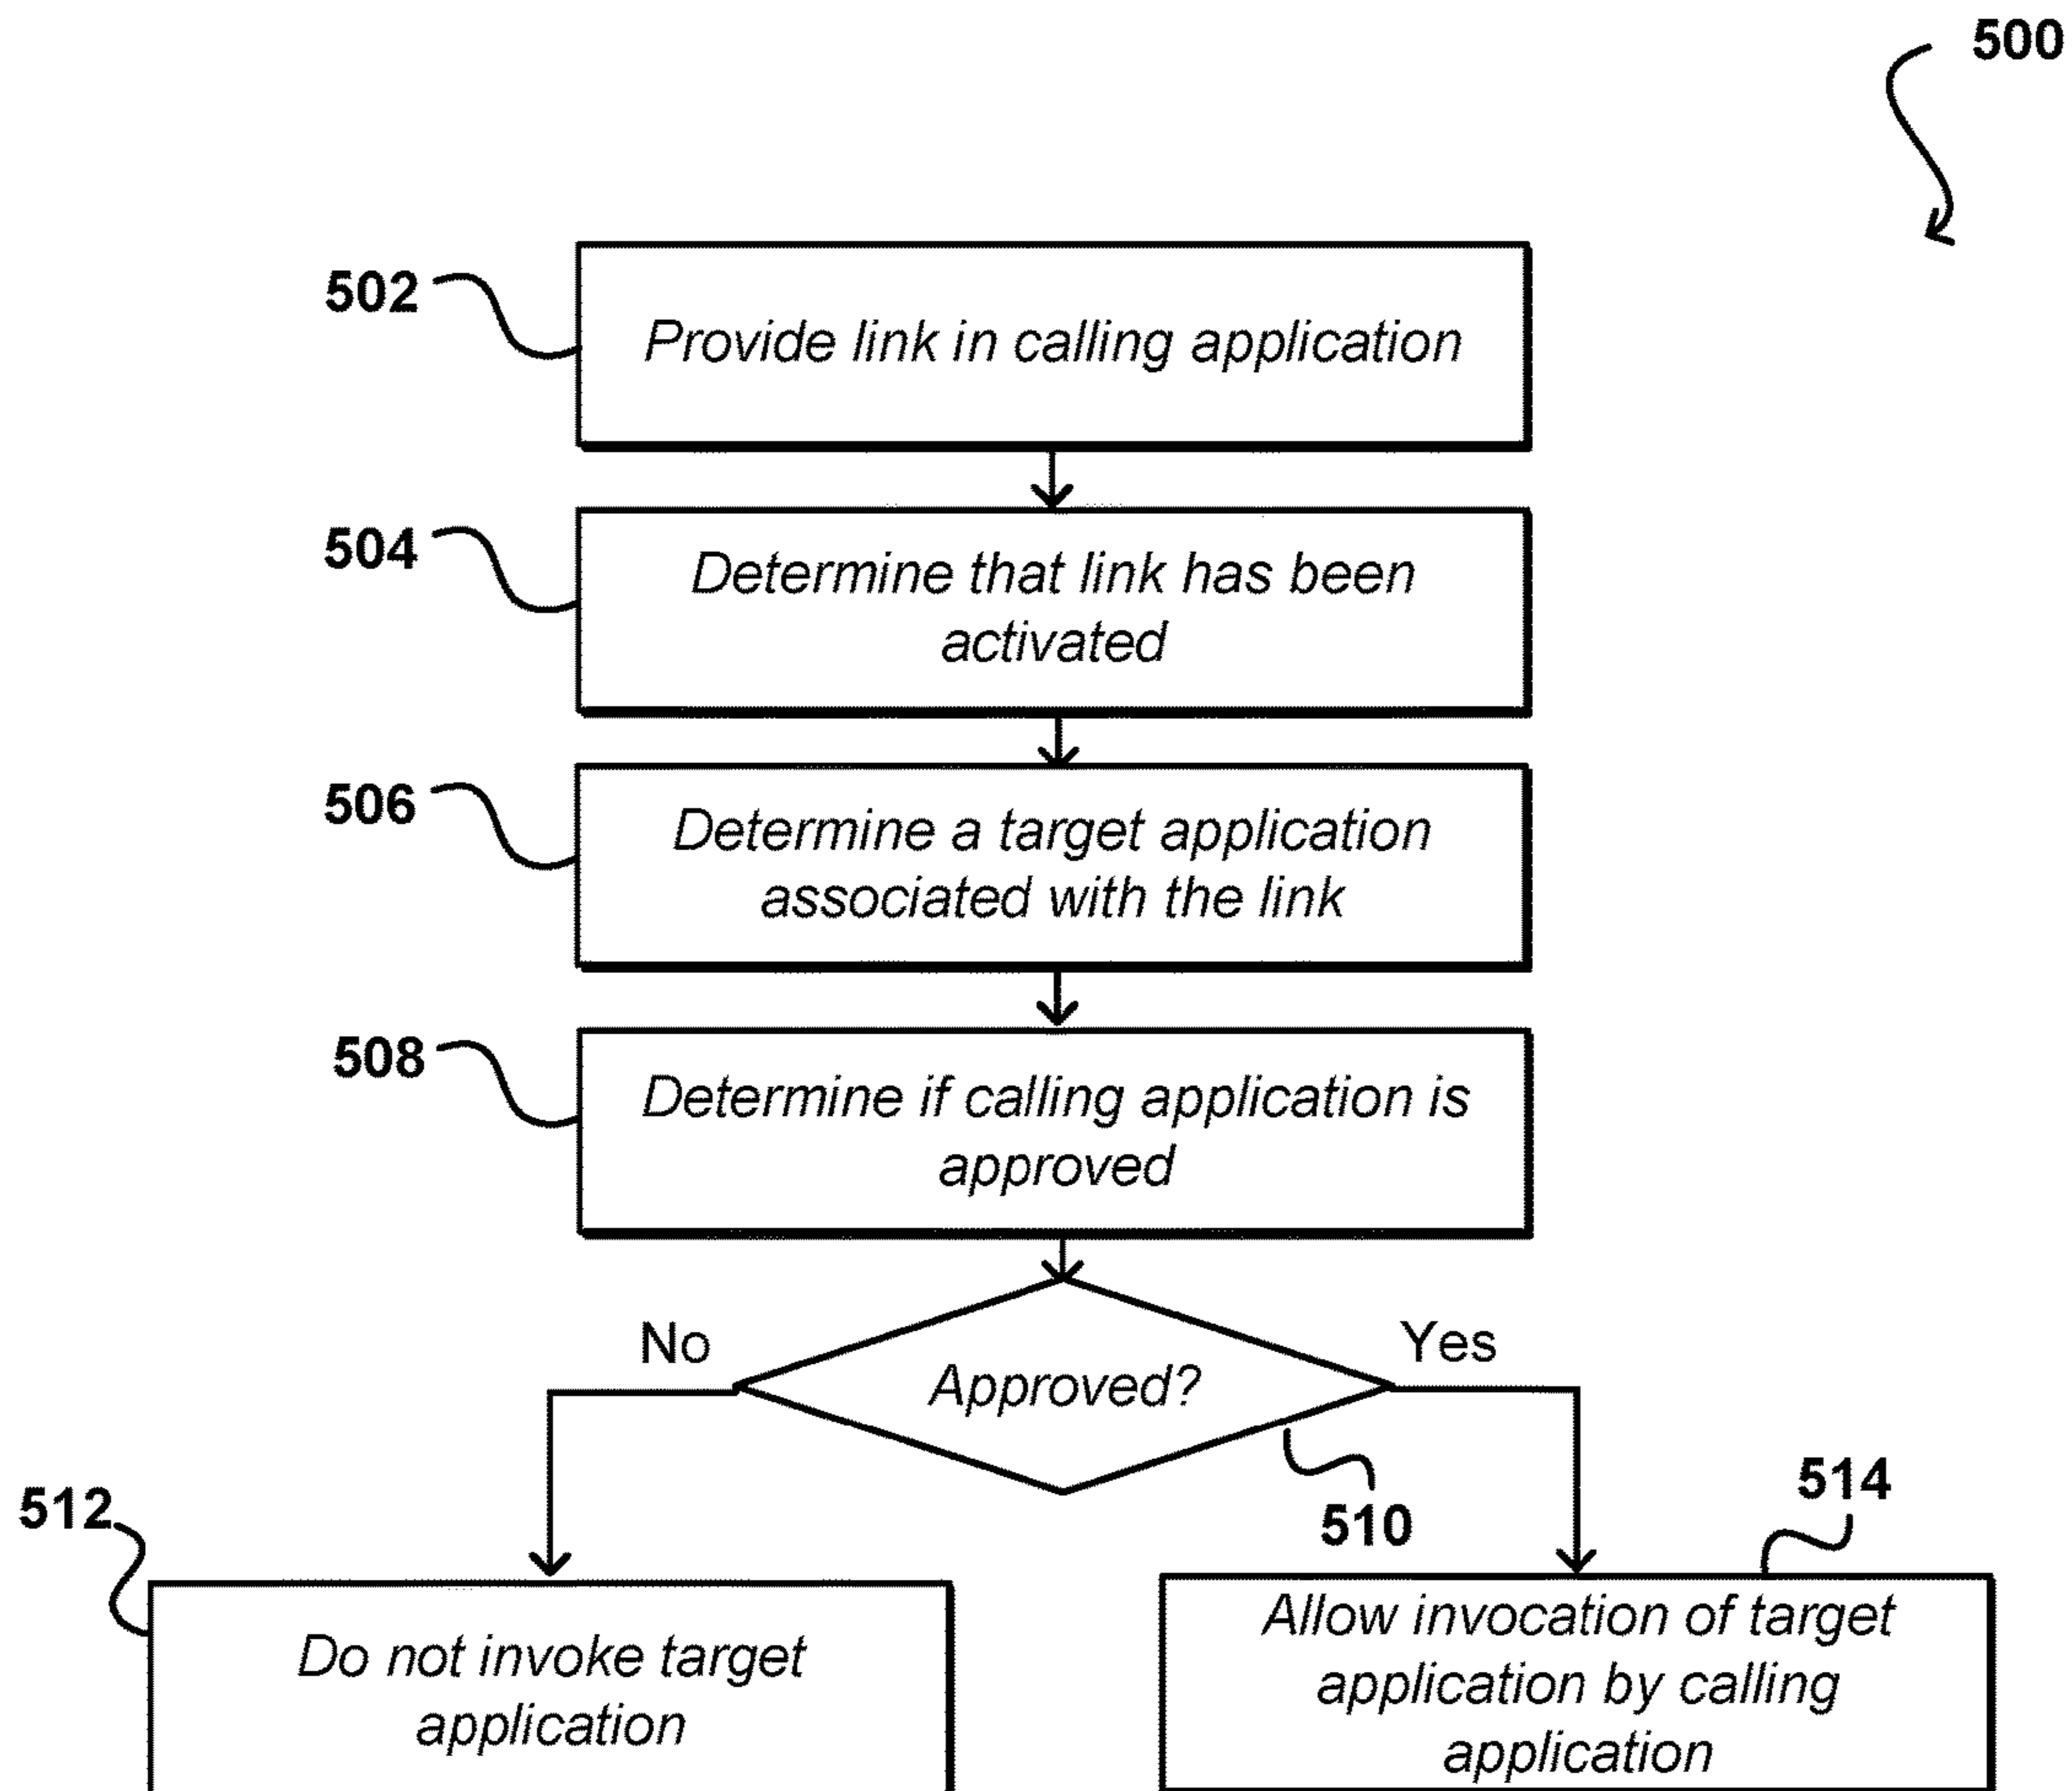 500
502
Provide link in calling application
504
Determine that link has been
activated
506
Determine a target application
associated with the link
508
Determine if calling application is
approved
No
Approved?
Yes
510
512
Do not invoke target
application
514
Allow invocation of target
application by calling
application